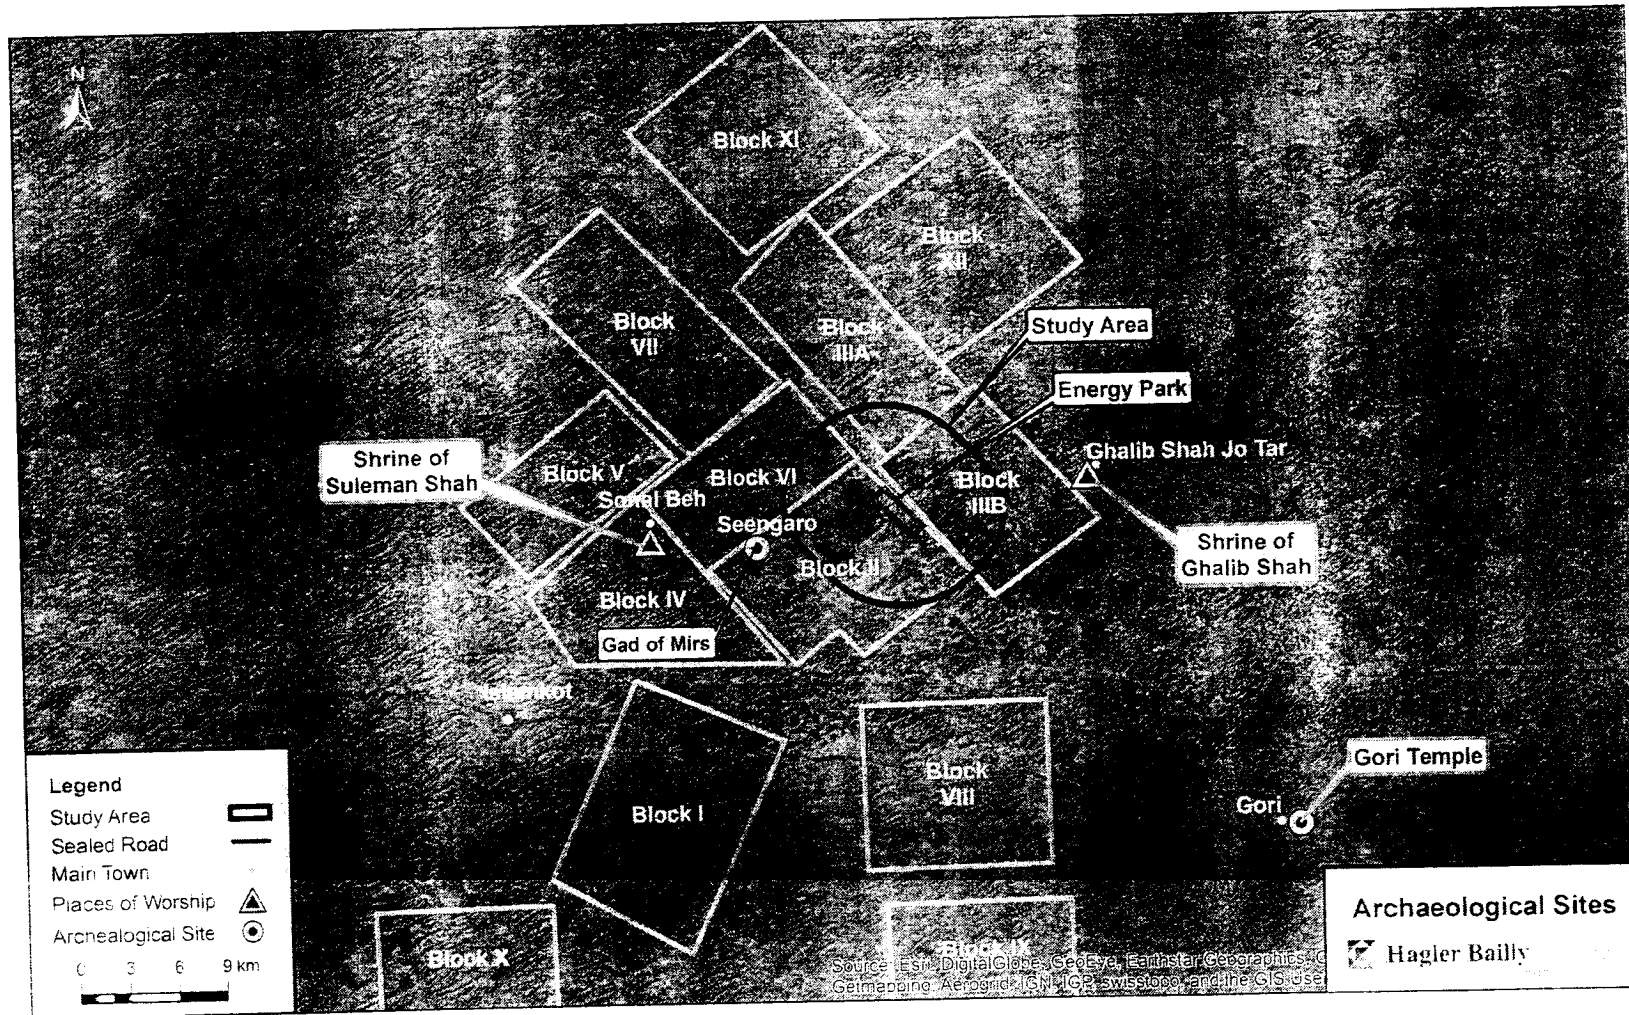 N
Block XI
Block
XII
Block
VII
Block
IIIA
Study Area
Energy Park
Shrine of
Suleman Shah
Block V
Block VI
Ghalib Shah Jo Tar
Block
IIIB
Sonal Beh
Seengaro
Shrine of
Ghalib Shah
Block II
Block IV
Gad of Mirs
Islamkot
Block I
Block
VIII
Gori Temple
Gori
Block X
Block IX
Legend
Study Area
Sealed Road
Main Town
Places of Worship
Archealogical Site
0 3 6 9 km
Source: Esri, DigitalGlobe, GeoEye, Earthstar Geographics, C
Getmapping, Aerogrid, IGN, IGP, swisstopo, and the GIS User
Archaeological Sites
Hagler Bailly